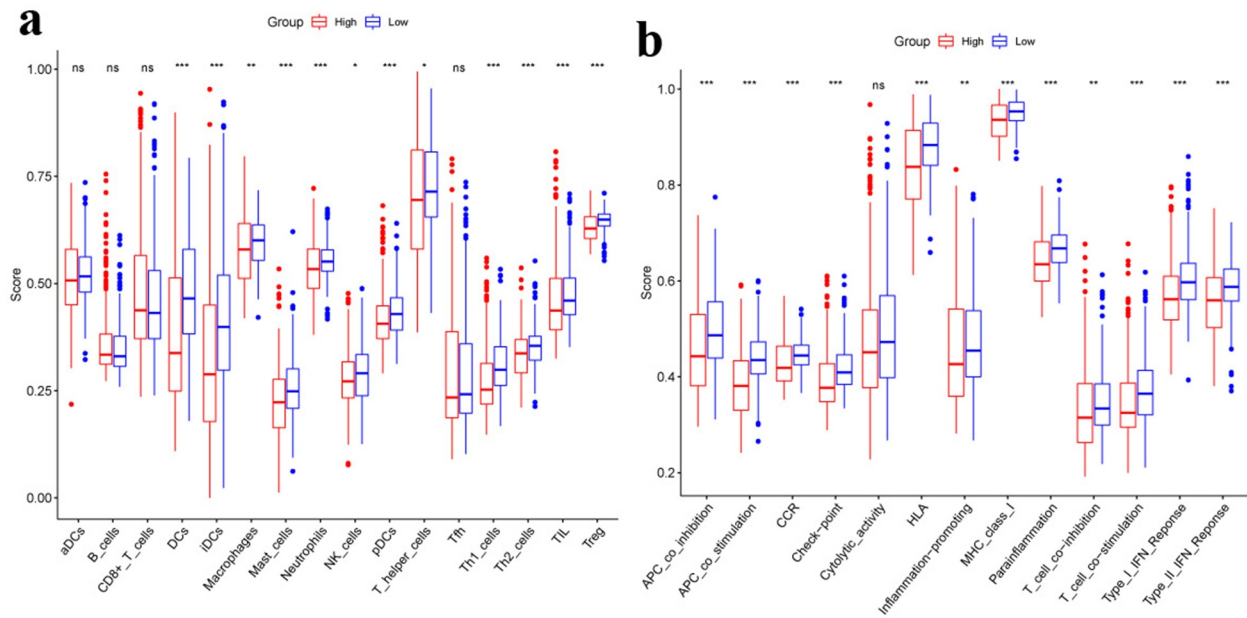 a
Group High Low
ns ns ns *** *** ** *** *** * *** * ns *** *** *** ***
1.00
0.75
0.50
0.25
0.00
Score
aDCs
B_cells
CD8+_T_cells
DCs
iDCs
Macrophages
Mast_cells
Neutrophils
NK_cells
pDCs
T_helper_cells
Tfh
Th1_cells
Th2_cells
TIL
Treg
b
Group High Low
*** *** *** *** ns *** ** *** *** ** *** *** ***
1.0
0.8
0.6
0.4
0.2
Score
APC_co_inhibition
APC_co_stimulation
CCR
Check-point
Cytolytic_activity
HLA
Inflammation-promoting
MHC_class_I
Parainflammation
T_cell_co-inhibition
T_cell_co-stimulation
Type_I_IFN_Reponse
Type_II_IFN_Reponse